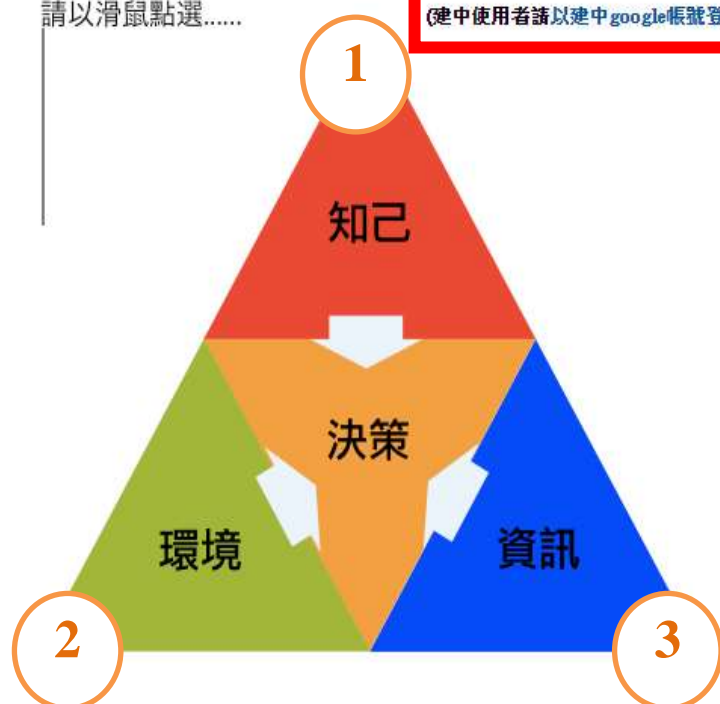 請以滑鼠點選......
(建中使用者請以建中google帳號登
1
知己
決策
環境
資訊
2
3